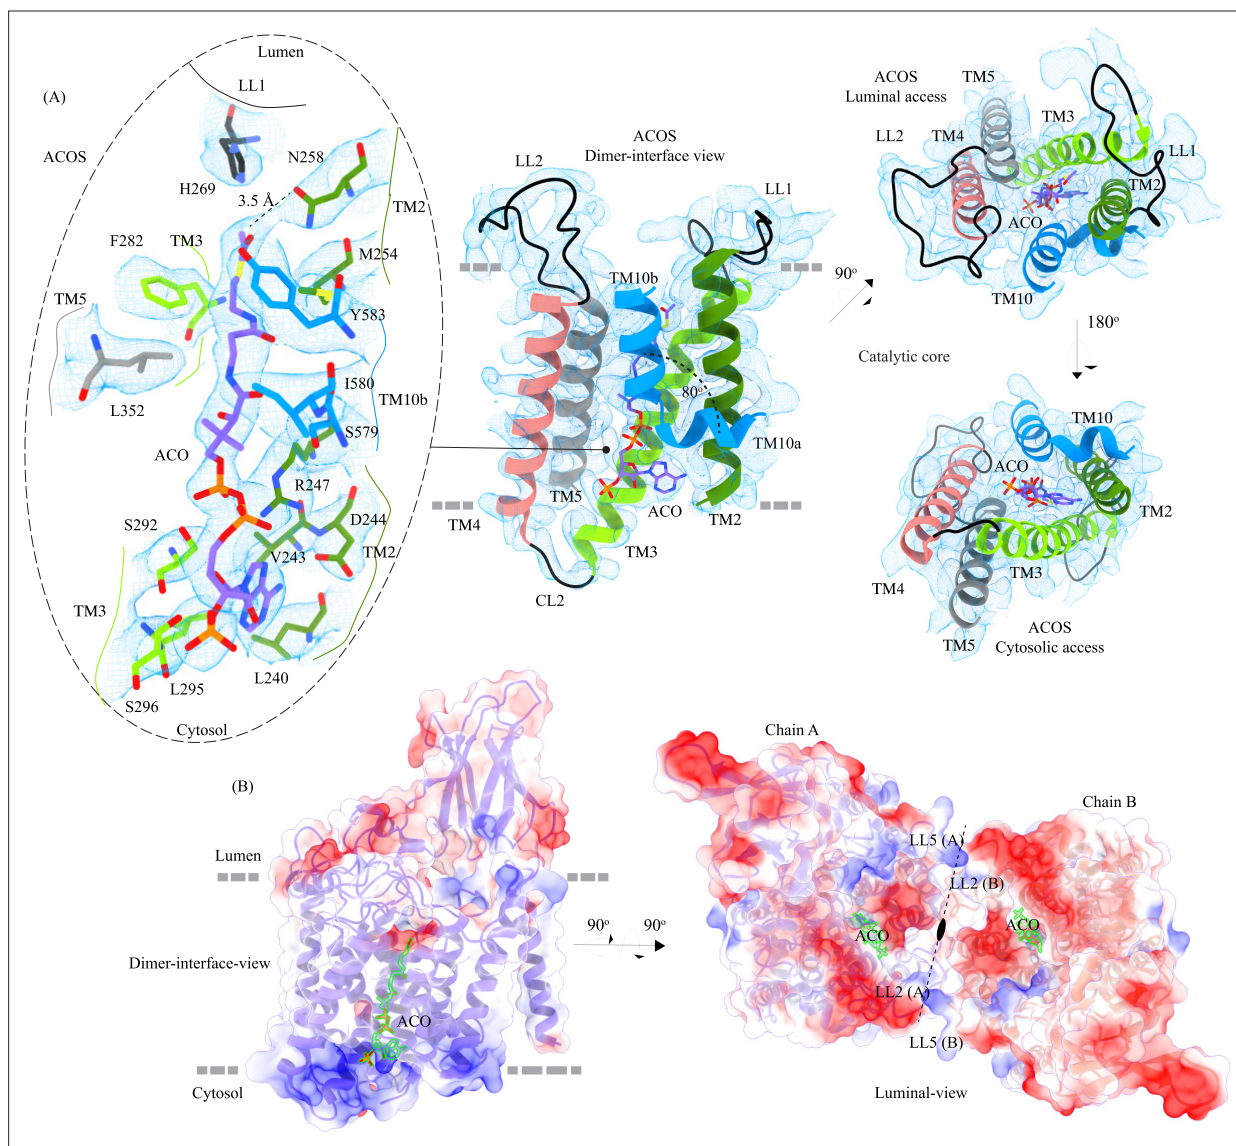 (A)
Lumen
LL1
ACOS
N258
H269
3.5 Å
TM2
F282
TM3
M254
TM5
Y583
I580
TM10b
L352
S579
ACO
R247
S292
D244
V243
TM2
TM3
L295
L240
S296
Cytosol
ACOS
Dimer-interface view
LL2
LL1
TM10b
80°
TM10a
TM5
ACO
TM2
TM4
TM3
CL2
90°
ACOS
Luminal access
TM5
TM3
LL2
TM4
LL1
TM2
ACO
TM10
Catalytic core
180°
TM10
ACO
TM2
TM4
TM3
TM5
ACOS
Cytosolic access
(B)
Lumen
Dimer-interface-view
ACO
Cytosol
90°
90°
Chain A
Chain B
LL5 (A)
LL2 (B)
ACO
ACO
LL2 (A)
LL5 (B)
Luminal-view